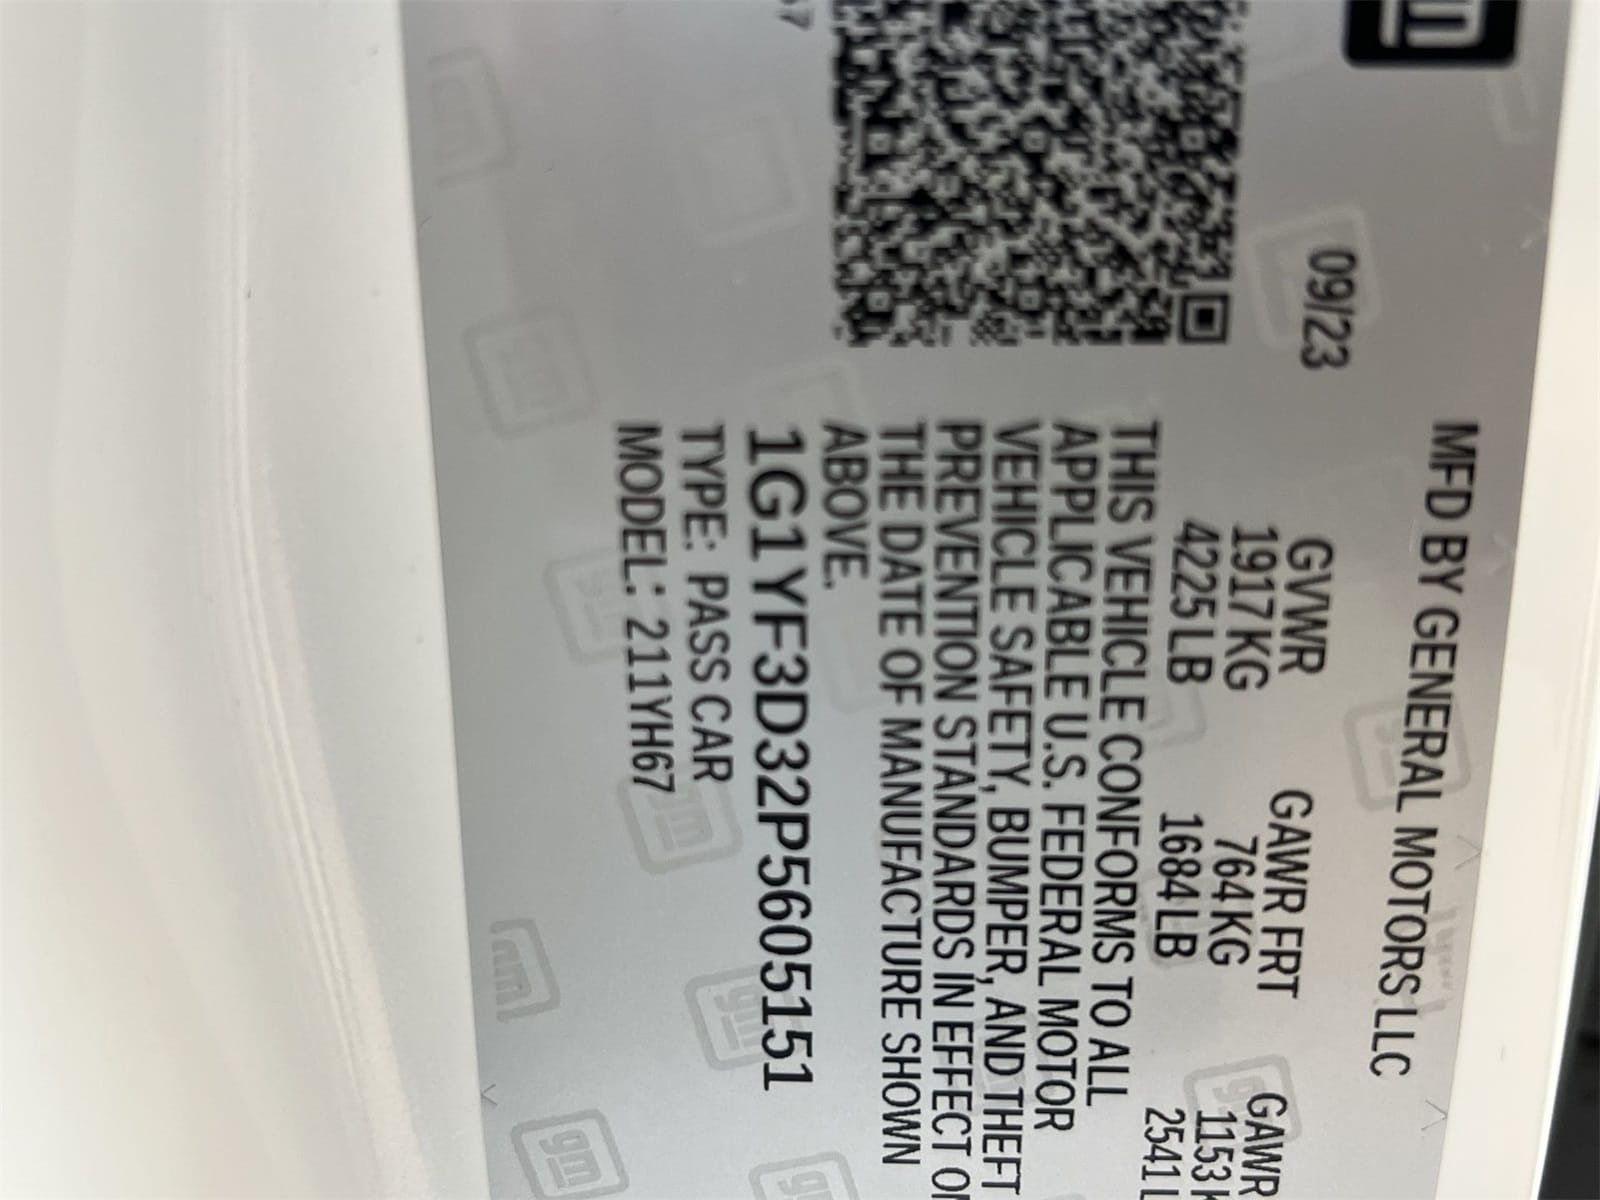 gm
MFD BY GENERAL MOTORS LLC
09/23
GVWR GAWR FRT GAWR
1917 KG 764 KG 1153 K
4225 LB 1684 LB 2541 L
THIS VEHICLE CONFORMS TO ALL
APPLICABLE U.S. FEDERAL MOTOR
VEHICLE SAFETY, BUMPER, AND THEFT
PREVENTION STANDARDS IN EFFECT ON
THE DATE OF MANUFACTURE SHOWN
ABOVE.
1G1YF3D32P5605151
TYPE: PASS CAR
MODEL: 211YH67